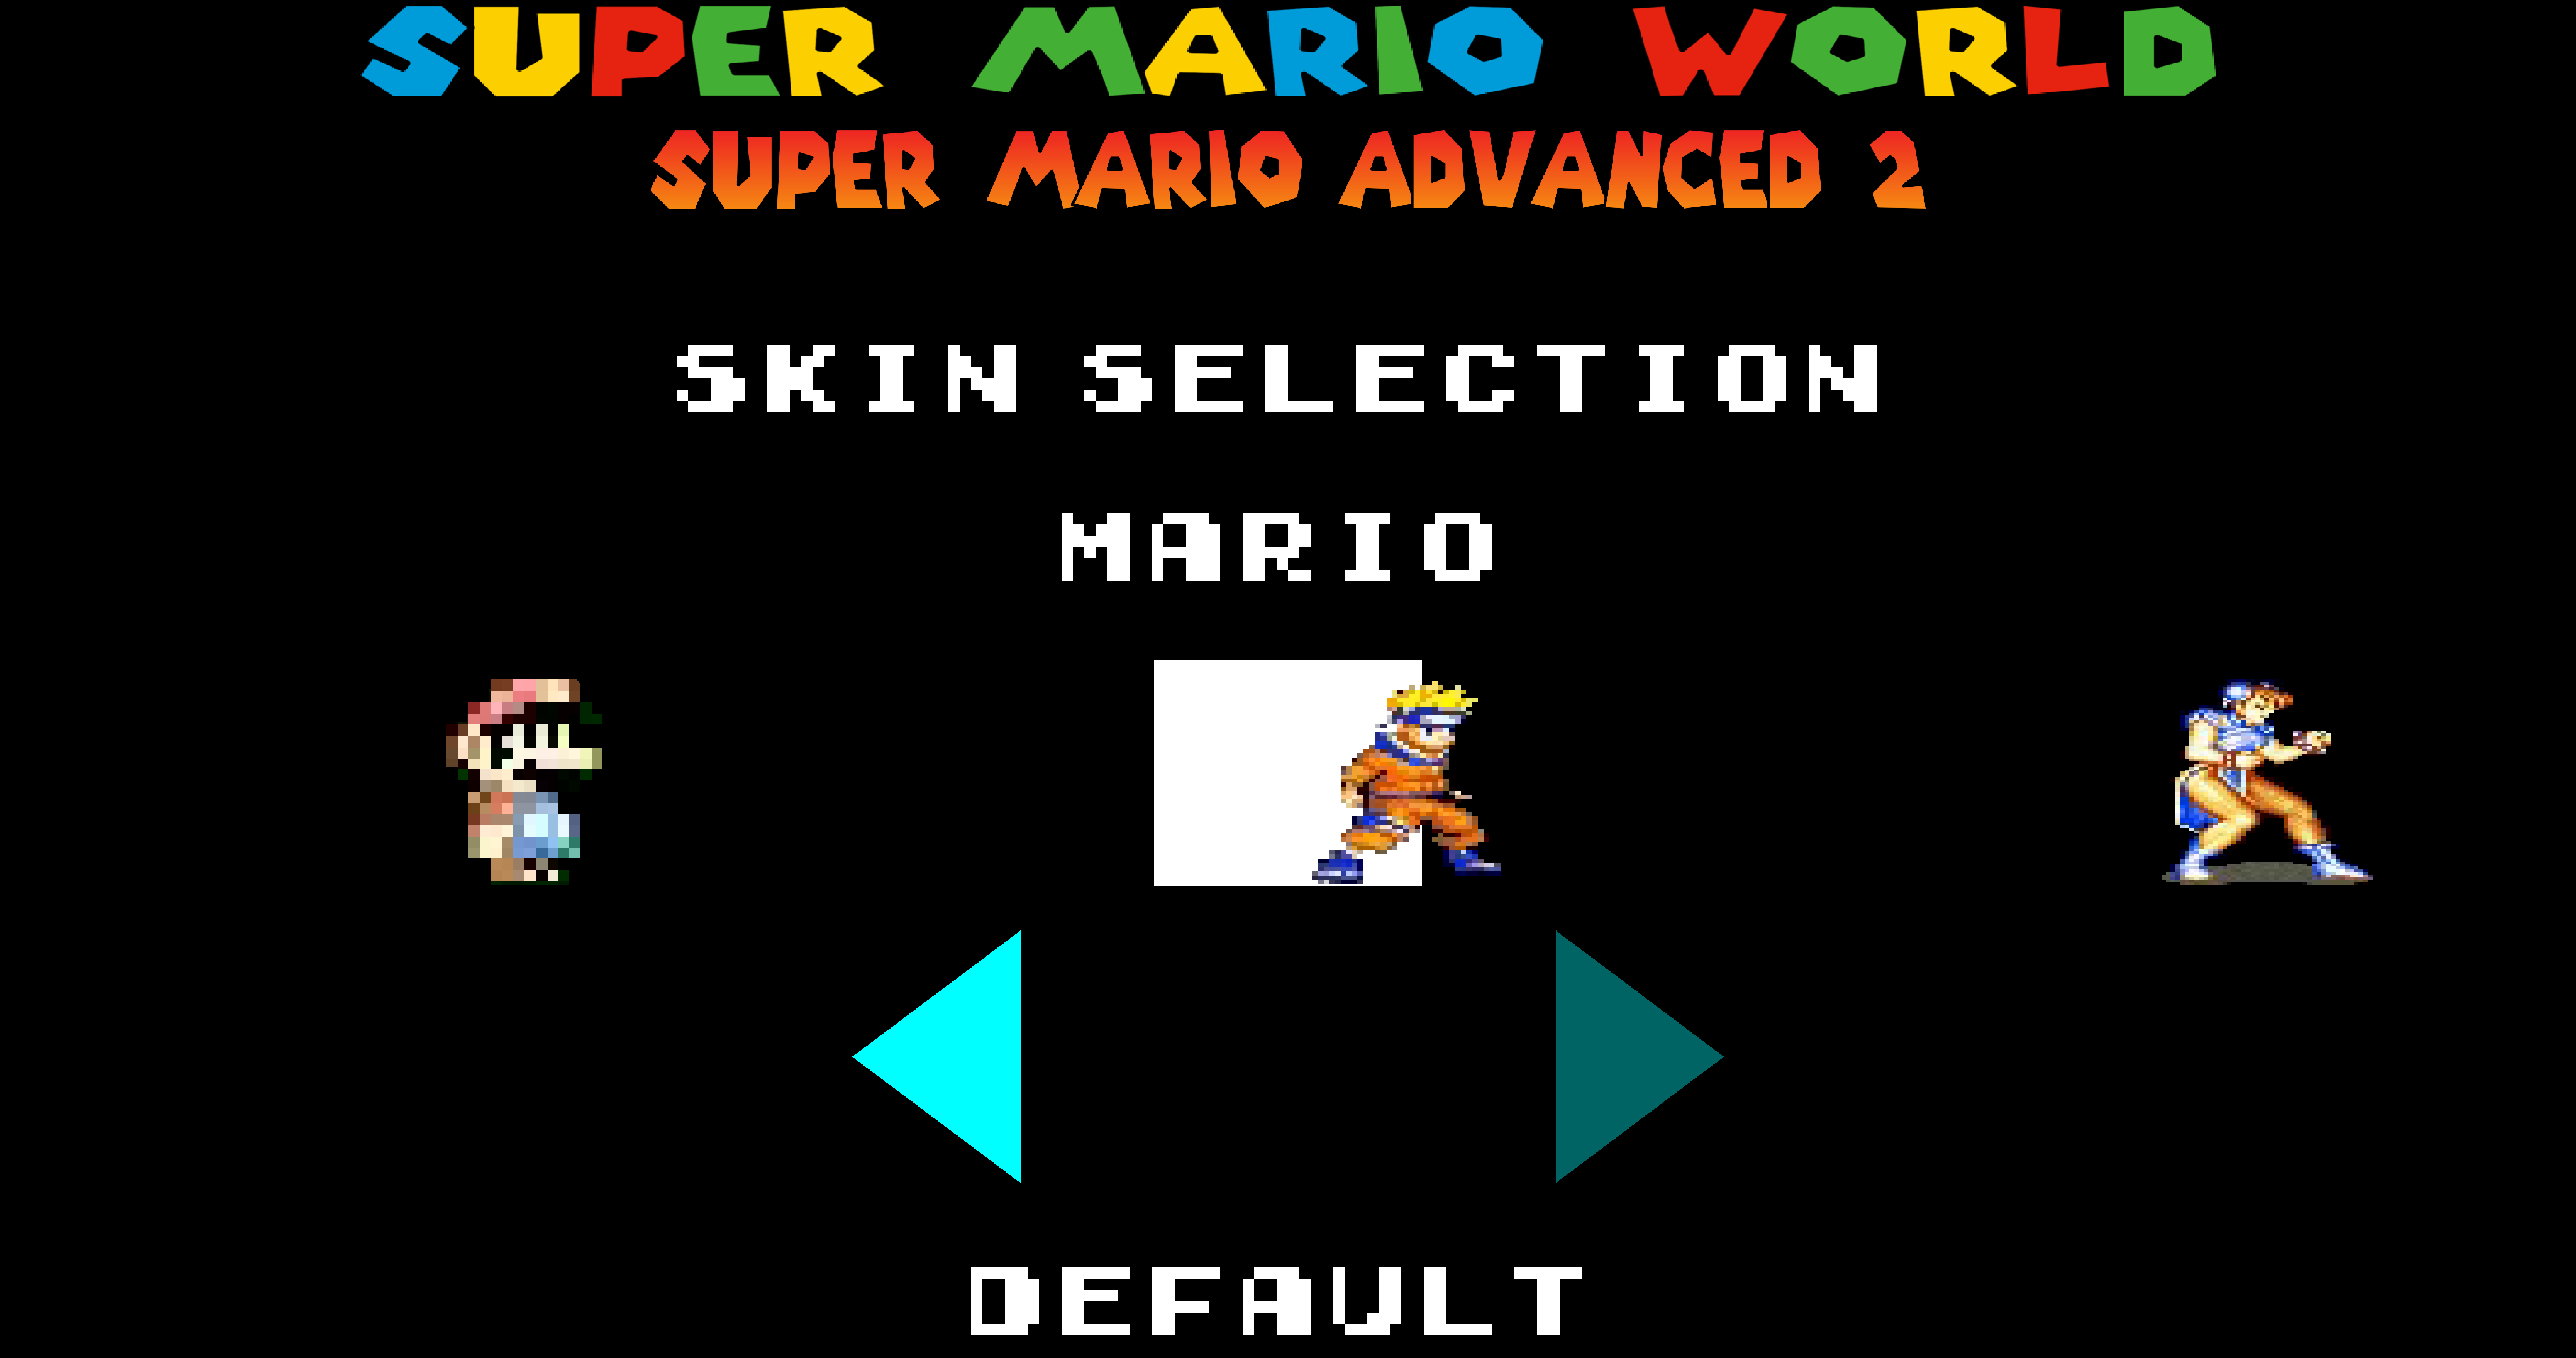 SUPER MARIO WORLD
SUPER MARIO ADVANCED 2
SKIN SELECTION
MARIO
DEFAULT